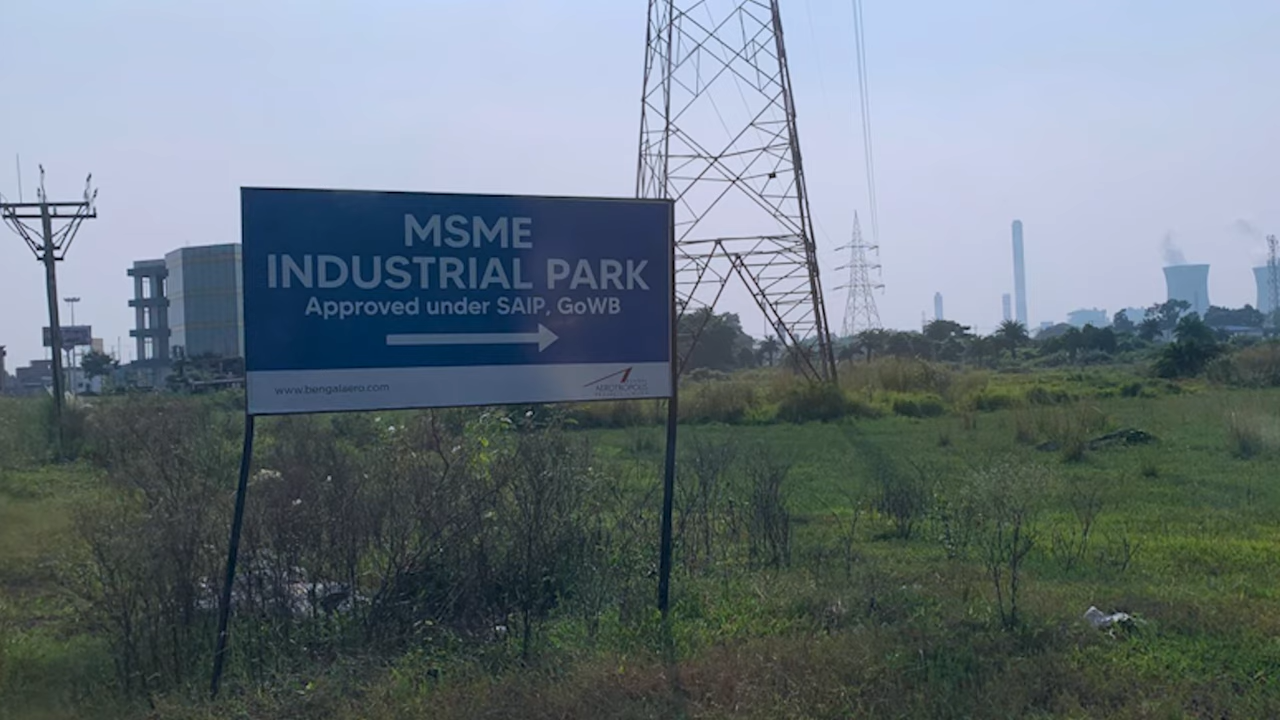 MSME
INDUSTRIAL PARK
Approved under SAIP, GoWB
www.bengalaero.com
AEROTROPOLIS